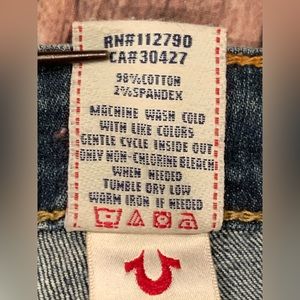 RN#112790
CA#30427
98%COTTON
2%SPANDEX
MACHINE WASH COLD
WITH LIKE COLORS
GENTLE CYCLE INSIDE OUT
ONLY NON-CHLORINE BLEACH
WHEN NEEDED
TUMBLE DRY LOW
WARM IRON IF NEEDED